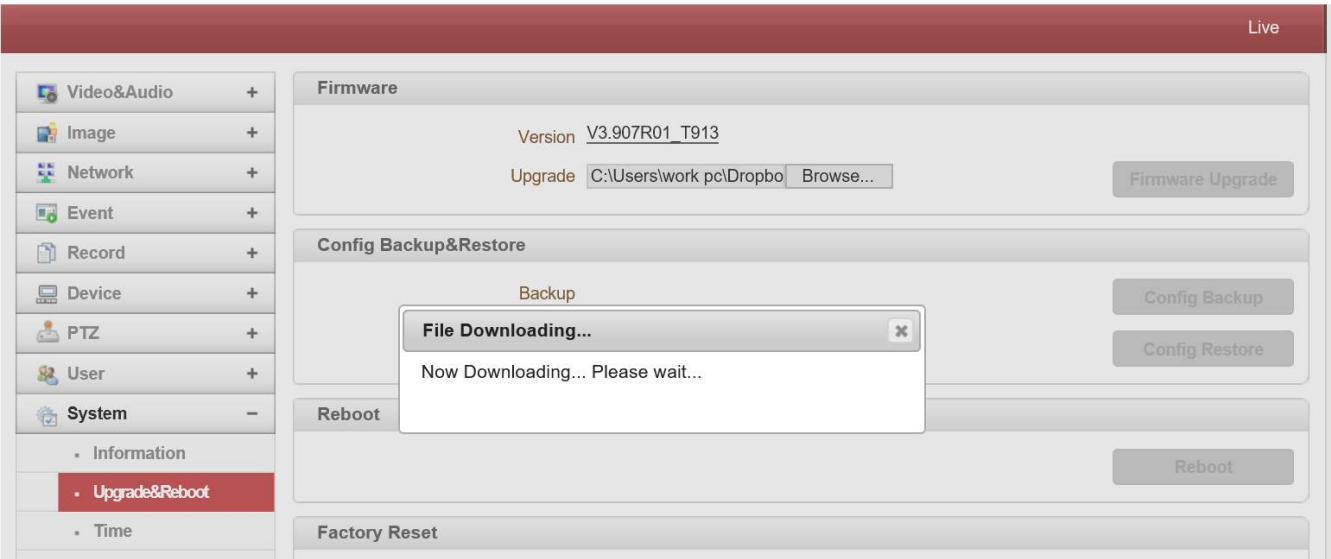 Live
Video&Audio +
Image +
Network +
Event +
Record +
Device +
PTZ +
User +
System −
Information
Upgrade&Reboot
Time
Firmware
Version V3.907R01_T913
Upgrade C:\Users\work pc\Dropbo Browse...
Firmware Upgrade
Config Backup&Restore
Backup
Config Backup
Config Restore
File Downloading...
Now Downloading... Please wait...
Reboot
Reboot
Factory Reset